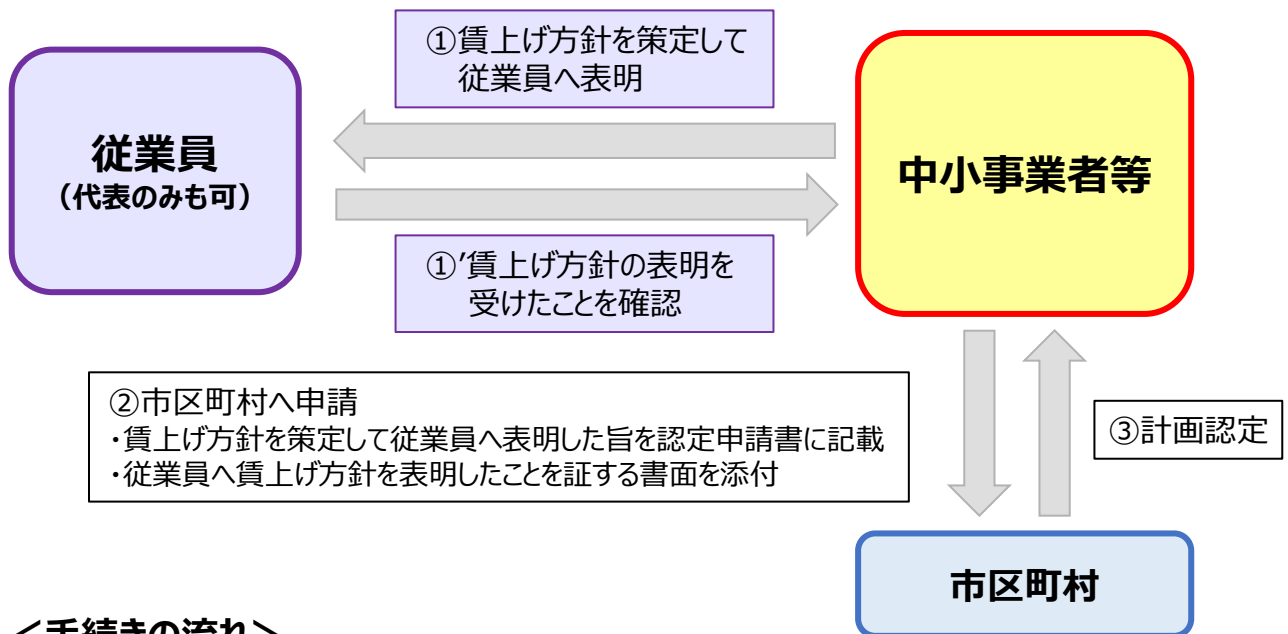 ①賃上げ方針を策定して
従業員へ表明
従業員
（代表のみも可）
中小事業者等
①’賃上げ方針の表明を
受けたことを確認
②市区町村へ申請
・賃上げ方針を策定して従業員へ表明した旨を認定申請書に記載
・従業員へ賃上げ方針を表明したことを証する書面を添付
③計画認定
市区町村
＜手続きの流れ＞